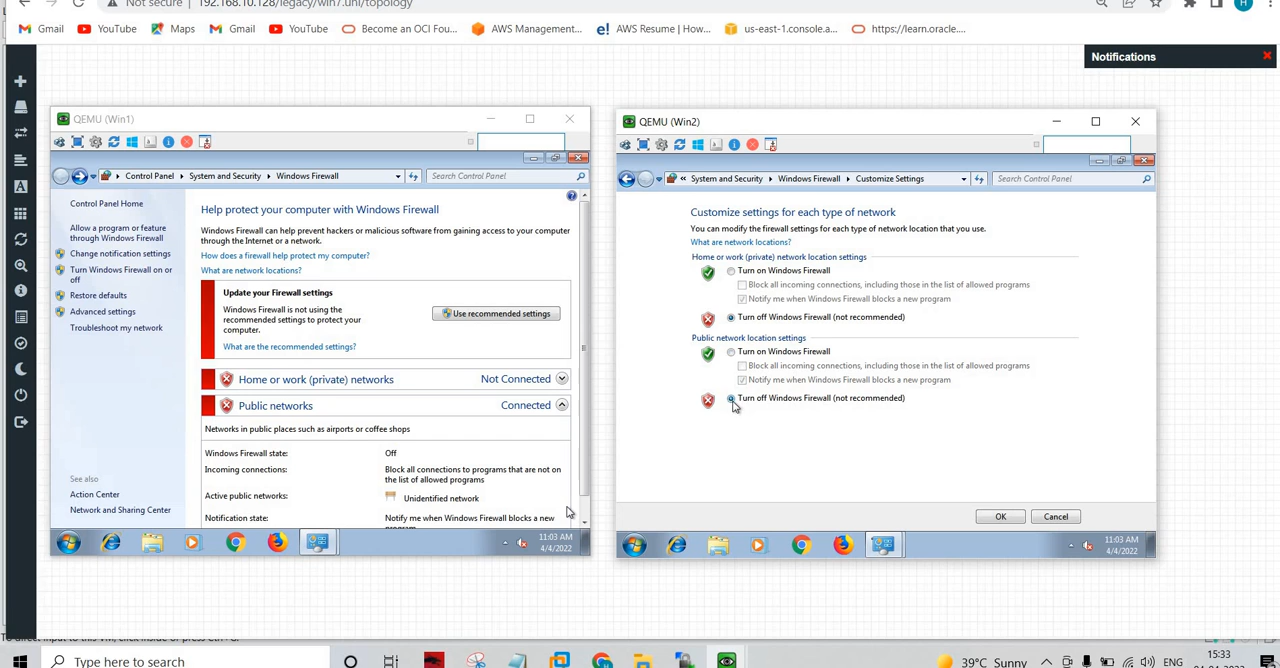 Not secure | 192.168.10.128/legacy/win7.unl/topology
Gmail YouTube Maps Gmail YouTube Become an OCI Fou... AWS Management... AWS Resume | How... us-east-1.console.a... https://learn.oracle....
Notifications
QEMU (Win1)
Control Panel System and Security Windows Firewall Search Control Panel
Control Panel Home
Allow a program or feature
through Windows Firewall
Change notification settings
Turn Windows Firewall on or
off
Restore defaults
Advanced settings
Troubleshoot my network
See also
Action Center
Network and Sharing Center
Help protect your computer with Windows Firewall
Windows Firewall can help prevent hackers or malicious software from gaining access to your computer
through the Internet or a network.
How does a firewall help protect my computer?
What are network locations?
Update your Firewall settings
Windows Firewall is not using the
recommended settings to protect your
computer.
Use recommended settings
What are the recommended settings?
Home or work (private) networks Not Connected
Public networks Connected
Networks in public places such as airports or coffee shops
Windows Firewall state: Off
Incoming connections: Block all connections to programs that are not on
the list of allowed programs
Active public networks: Unidentified network
Notification state: Notify me when Windows Firewall blocks a new
11:03 AM
4/4/2022
QEMU (Win2)
« System and Security Windows Firewall Customize Settings Search Control Panel
Customize settings for each type of network
You can modify the firewall settings for each type of network location that you use.
What are network locations?
Home or work (private) network location settings
Turn on Windows Firewall
Block all incoming connections, including those in the list of allowed programs
Notify me when Windows Firewall blocks a new program
Turn off Windows Firewall (not recommended)
Public network location settings
Turn on Windows Firewall
Block all incoming connections, including those in the list of allowed programs
Notify me when Windows Firewall blocks a new program
Turn off Windows Firewall (not recommended)
OK Cancel
11:03 AM
4/4/2022
To direct input to this VM, click inside or press Ctrl+G.
Type here to search
39°C Sunny
ENG
15:33